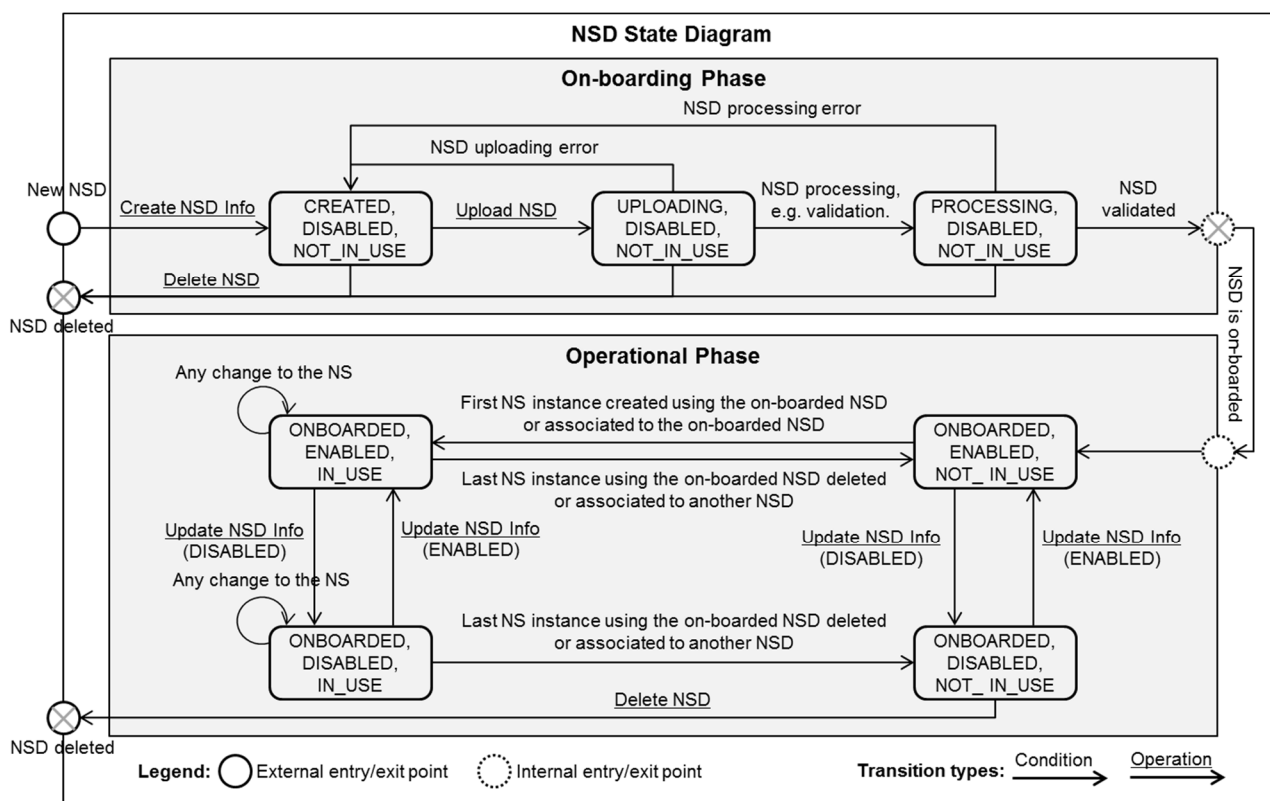 NSD State Diagram
On-boarding Phase
NSD processing error
NSD uploading error
New NSD
Create NSD Info
CREATED,
DISABLED,
NOT_IN_USE
Upload NSD
UPLOADING,
DISABLED,
NOT_IN_USE
NSD processing,
e.g. validation.
PROCESSING,
DISABLED,
NOT_IN_USE
NSD
validated
Delete NSD
NSD deleted
NSD is on-boarded
Operational Phase
Any change to the NS
ONBOARDED,
ENABLED,
IN_USE
First NS instance created using the on-boarded NSD
or associated to the on-boarded NSD
Last NS instance using the on-boarded NSD deleted
or associated to another NSD
ONBOARDED,
ENABLED,
NOT_ IN_USE
Update NSD Info
(DISABLED)
Update NSD Info
(ENABLED)
Update NSD Info
(DISABLED)
Update NSD Info
(ENABLED)
Any change to the NS
ONBOARDED,
DISABLED,
IN_USE
Last NS instance using the on-boarded NSD deleted
or associated to another NSD
ONBOARDED,
DISABLED,
NOT_ IN_USE
Delete NSD
NSD deleted
Legend:
External entry/exit point
Internal entry/exit point
Transition types:
Condition
Operation